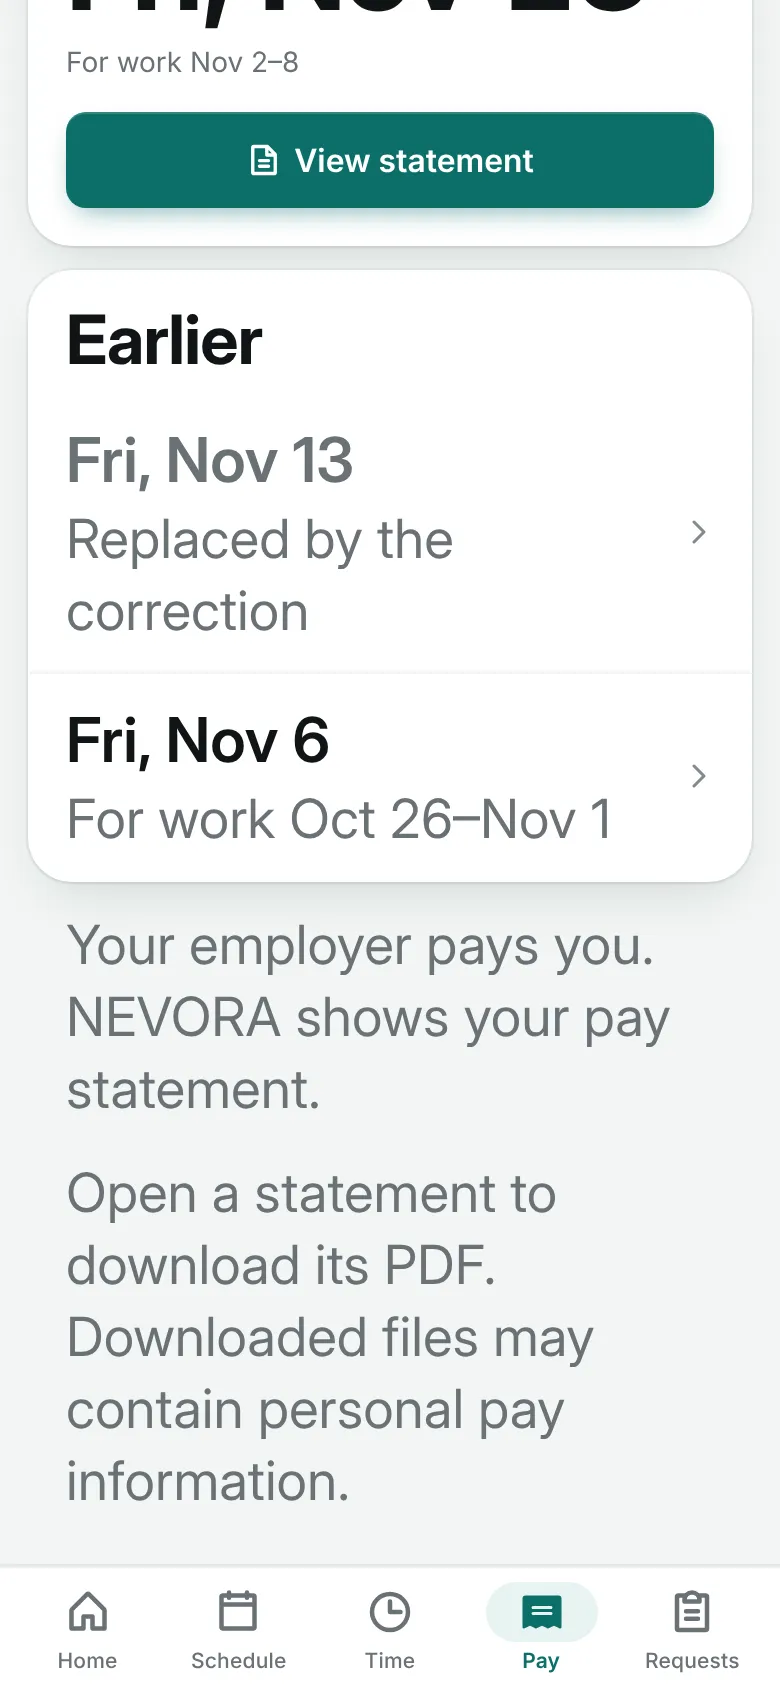 For work Nov 2–8
View statement
Earlier
Fri, Nov 13
Replaced by the
correction
Fri, Nov 6
For work Oct 26–Nov 1
Your employer pays you.
NEVORA shows your pay
statement.
Open a statement to
download its PDF.
Downloaded files may
contain personal pay
information.
Home
Schedule
Time
Pay
Requests